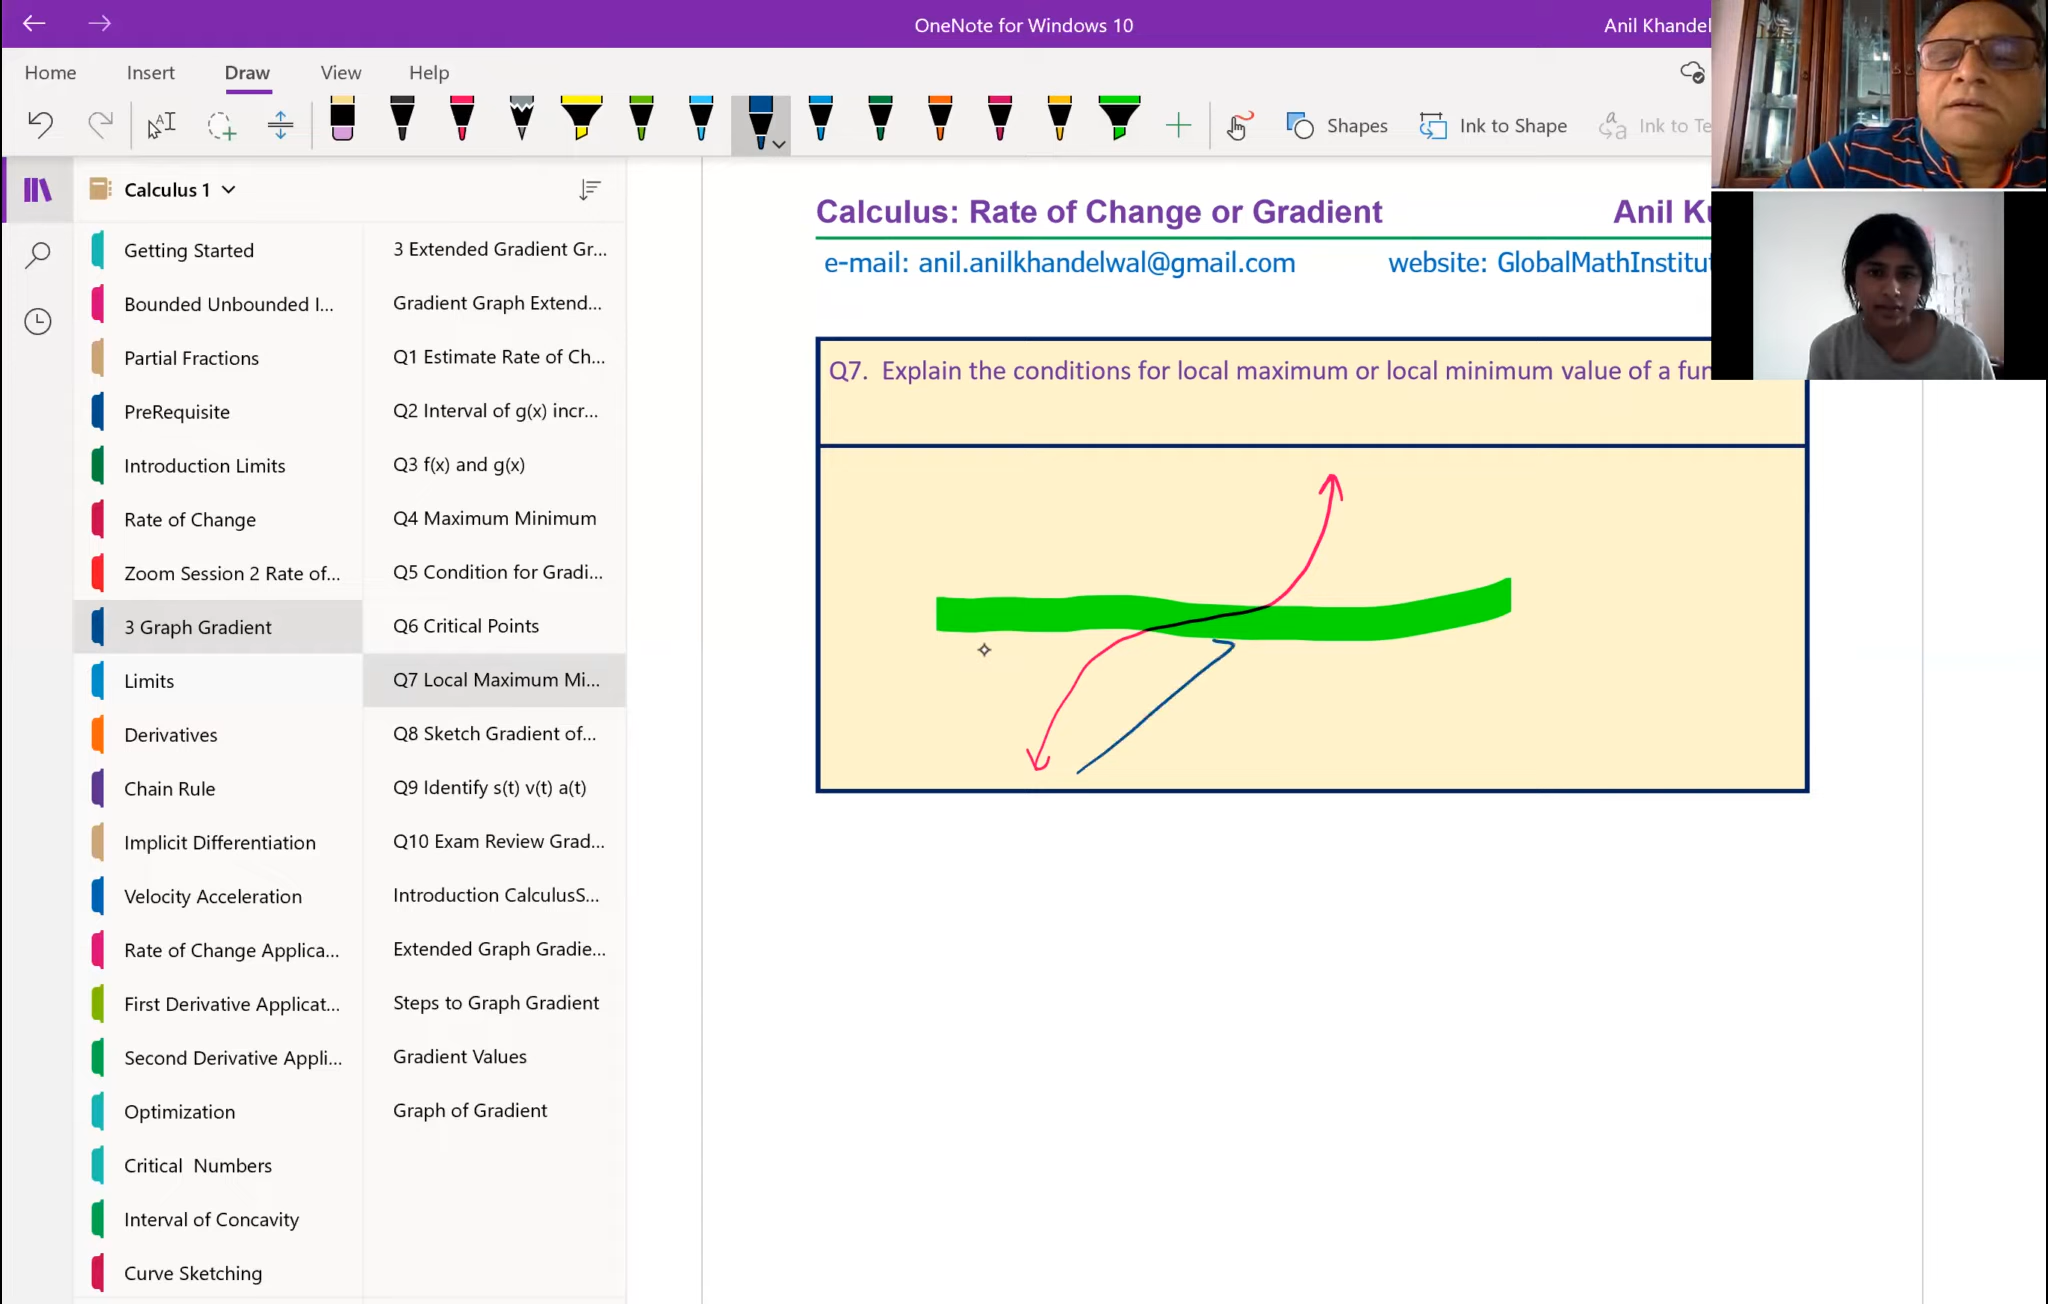 OneNote for Windows 10
Anil Khandel
Home Insert Draw View Help
Shapes Ink to Shape Ink to Te
Calculus 1
Getting Started
Bounded Unbounded I...
Partial Fractions
PreRequisite
Introduction Limits
Rate of Change
Zoom Session 2 Rate of...
3 Graph Gradient
Limits
Derivatives
Chain Rule
Implicit Differentiation
Velocity Acceleration
Rate of Change Applica...
First Derivative Applicat...
Second Derivative Appli...
Optimization
Critical Numbers
Interval of Concavity
Curve Sketching
3 Extended Gradient Gr...
Gradient Graph Extend...
Q1 Estimate Rate of Ch...
Q2 Interval of g(x) incr...
Q3 f(x) and g(x)
Q4 Maximum Minimum
Q5 Condition for Gradi...
Q6 Critical Points
Q7 Local Maximum Mi...
Q8 Sketch Gradient of...
Q9 Identify s(t) v(t) a(t)
Q10 Exam Review Grad...
Introduction CalculusS...
Extended Graph Gradie...
Steps to Graph Gradient
Gradient Values
Graph of Gradient
Calculus: Rate of Change or Gradient Anil Ku
e-mail: anil.anilkhandelwal@gmail.com website: GlobalMathInstitut
Q7. Explain the conditions for local maximum or local minimum value of a fun